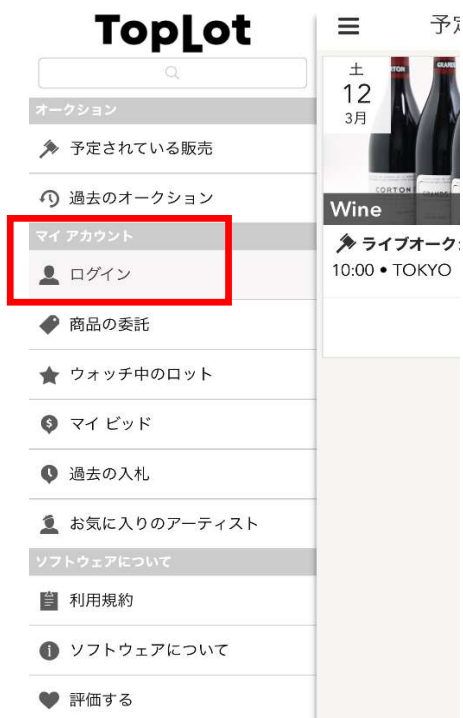 TopLot
オークション
予定されている販売
過去のオークション
マイ アカウント
ログイン
商品の委託
ウォッチ中のロット
マイ ビッド
過去の入札
お気に入りのアーティスト
ソフトウェアについて
利用規約
ソフトウェアについて
評価する
予定
土
12
3月
CORTON
Wine
ライブオーク
10:00 • TOKYO